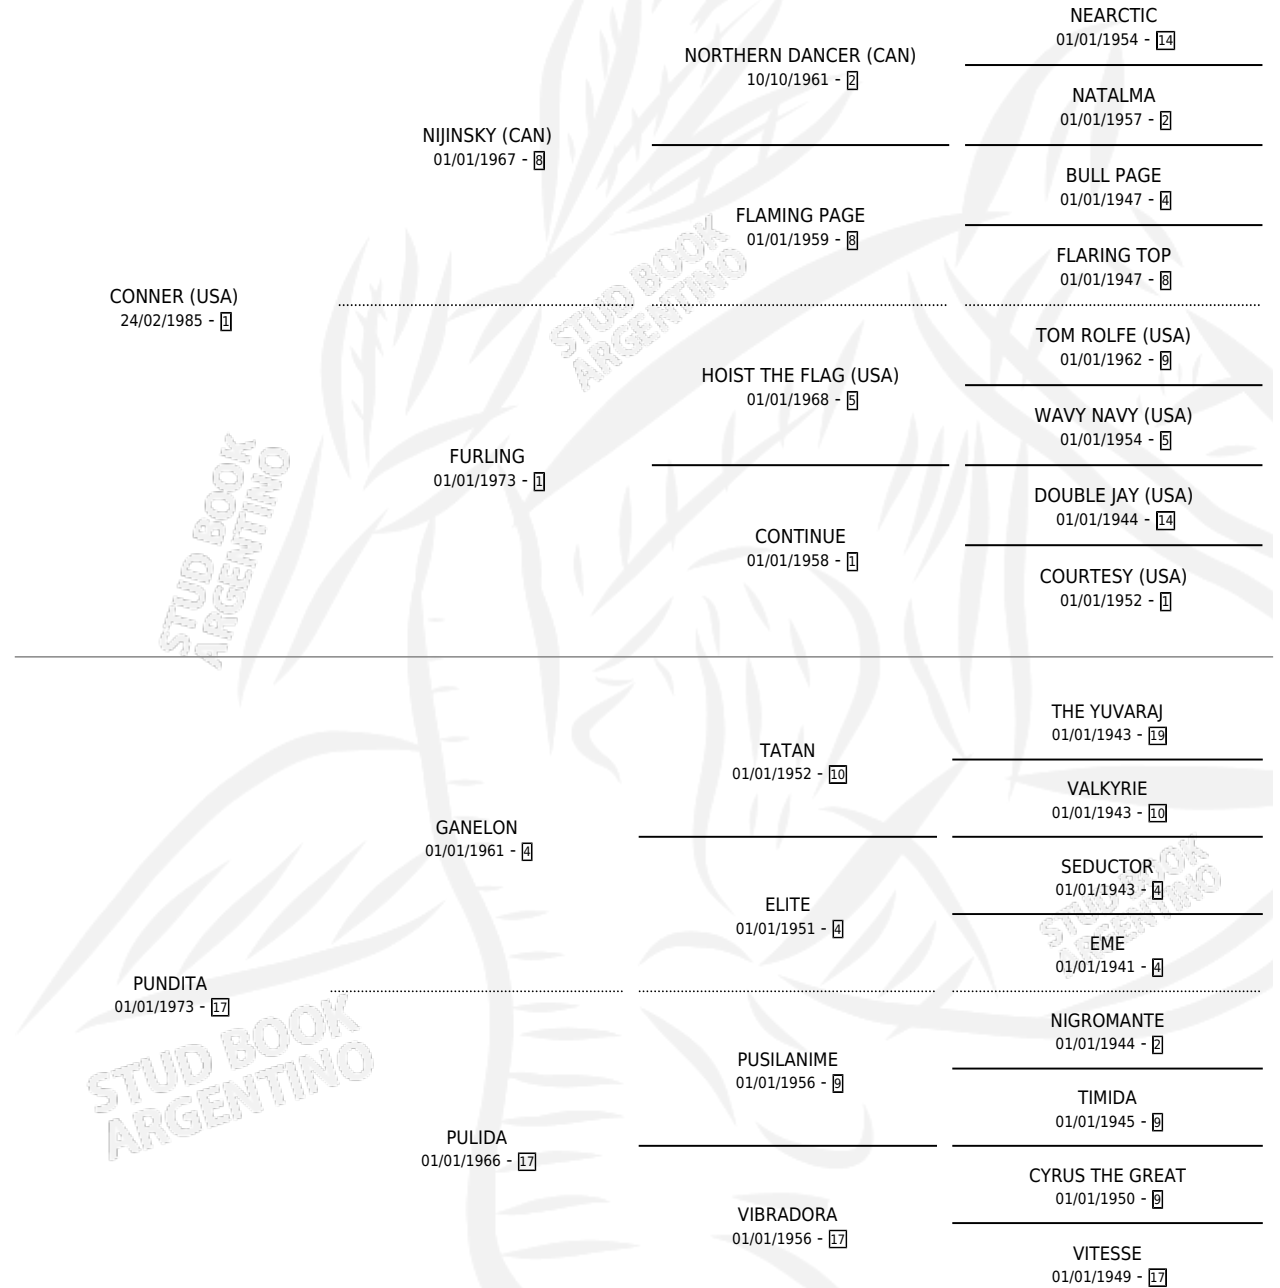 NEARCTIC
01/01/1954 - 14
NORTHERN DANCER (CAN)
10/10/1961 - 2
NATALMA
01/01/1957 - 2
NIJINSKY (CAN)
01/01/1967 - 8
BULL PAGE
01/01/1947 - 4
FLAMING PAGE
01/01/1959 - 8
FLARING TOP
01/01/1947 - 8
CONNER (USA)
24/02/1985 - 1
TOM ROLFE (USA)
01/01/1962 - 9
HOIST THE FLAG (USA)
01/01/1968 - 5
WAVY NAVY (USA)
01/01/1954 - 5
FURLING
01/01/1973 - 1
DOUBLE JAY (USA)
01/01/1944 - 14
CONTINUE
01/01/1958 - 1
COURTESY (USA)
01/01/1952 - 1
THE YUVARAJ
01/01/1943 - 19
TATAN
01/01/1952 - 10
VALKYRIE
01/01/1943 - 10
GANELON
01/01/1961 - 4
SEDUCTOR
01/01/1943 - 4
ELITE
01/01/1951 - 4
EME
01/01/1941 - 4
PUNDITA
01/01/1973 - 17
NIGROMANTE
01/01/1944 - 2
PUSILANIME
01/01/1956 - 9
TIMIDA
01/01/1945 - 9
PULIDA
01/01/1966 - 17
CYRUS THE GREAT
01/01/1950 - 9
VIBRADORA
01/01/1956 - 17
VITESSE
01/01/1949 - 17
STUD BOOK
ARGENTINO
STUD BOOK
ARGENTINO
STUD BOOK
ARGENTINO
STUD BOOK
ARGENTINO